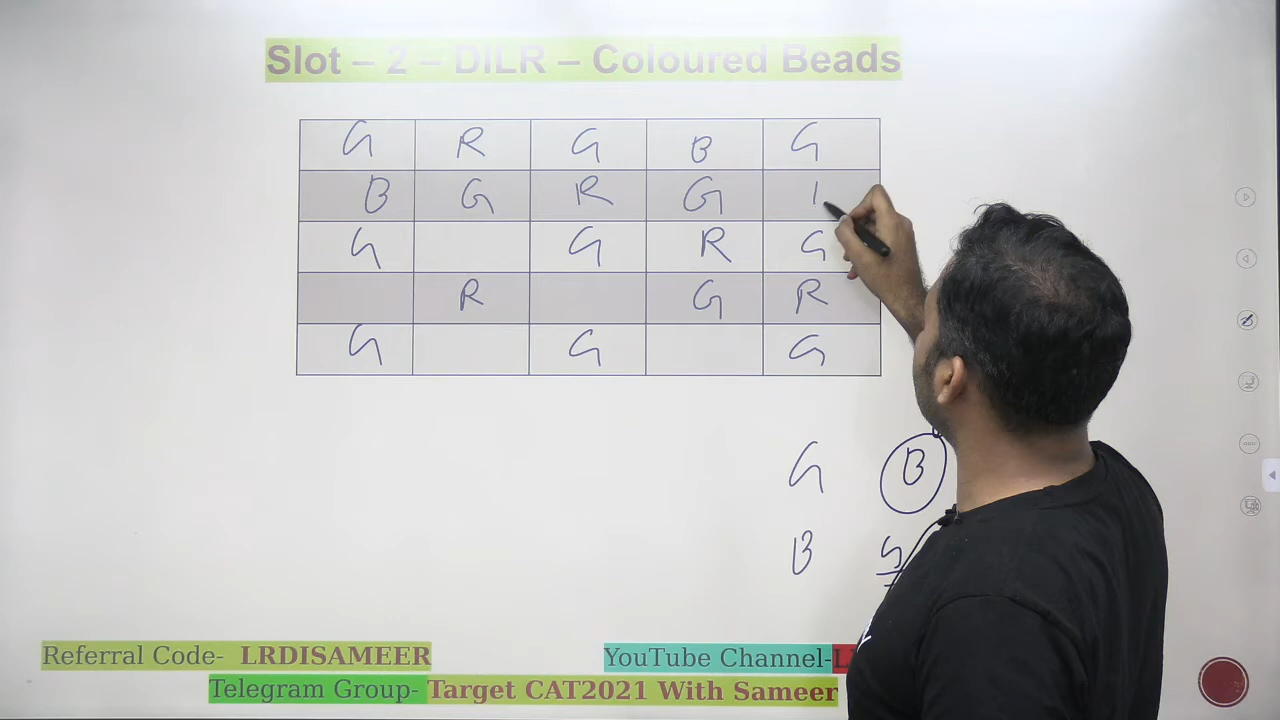 Slot – 2 – DILR – Coloured Beads
G R G B G
B G R G
G G R G
R G R
G G G
G B
B G
Referral Code- LRDISAMEER
YouTube Channel-
Telegram Group- Target CAT2021 With Sameer